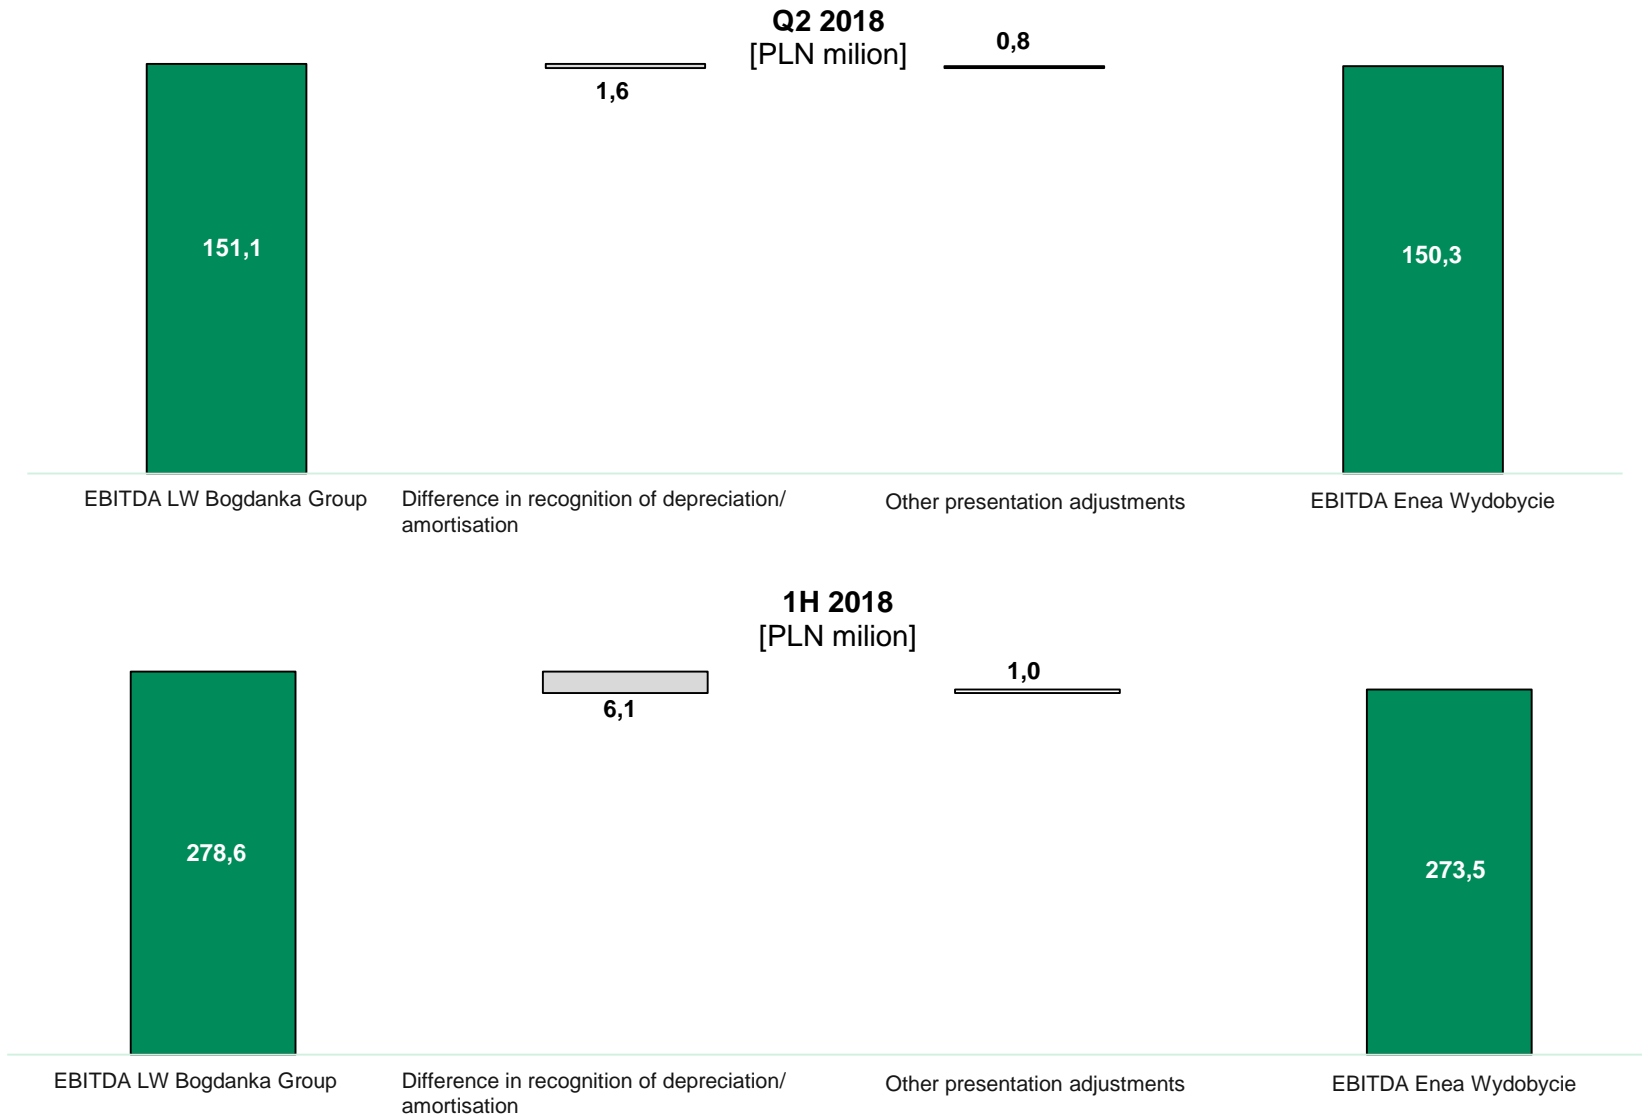 Q2 2018
[PLN milion]
0,8
1,6
151,1
150,3
EBITDA LW Bogdanka Group
Difference in recognition of depreciation/
amortisation
Other presentation adjustments
EBITDA Enea Wydobycie
1H 2018
[PLN milion]
1,0
6,1
278,6
273,5
EBITDA LW Bogdanka Group
Difference in recognition of depreciation/
amortisation
Other presentation adjustments
EBITDA Enea Wydobycie